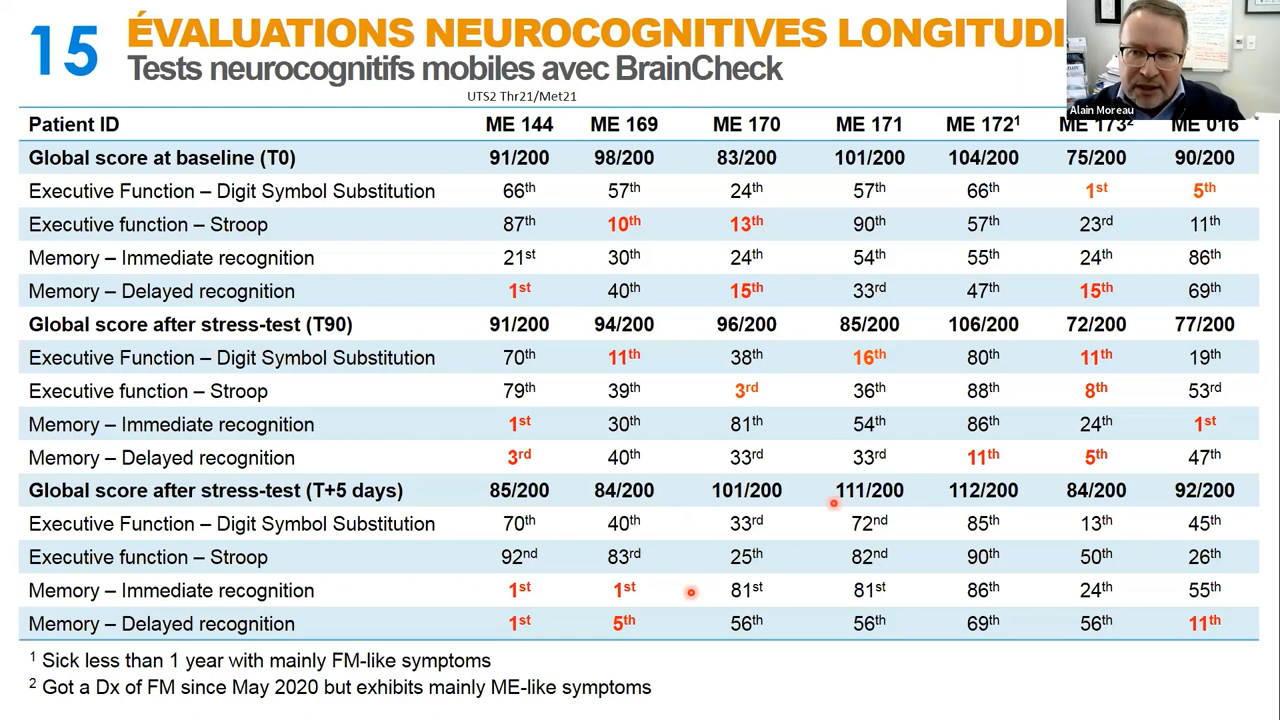 15
ÉVALUATIONS NEUROCOGNITIVES LONGITUDI
Tests neurocognitifs mobiles avec BrainCheck
Alain Moreau
UTS2 Thr21/Met21
Patient ID ME 144 ME 169 ME 170 ME 171 ME 172¹ ME 173² ME 016
Global score at baseline (T0) 91/200 98/200 83/200 101/200 104/200 75/200 90/200
Executive Function – Digit Symbol Substitution 66th 57th 24th 57th 66th 1st 5th
Executive function – Stroop 87th 10th 13th 90th 57th 23rd 11th
Memory – Immediate recognition 21st 30th 24th 54th 55th 24th 86th
Memory – Delayed recognition 1st 40th 15th 33rd 47th 15th 69th
Global score after stress-test (T90) 91/200 94/200 96/200 85/200 106/200 72/200 77/200
Executive Function – Digit Symbol Substitution 70th 11th 38th 16th 80th 11th 19th
Executive function – Stroop 79th 39th 3rd 36th 88th 8th 53rd
Memory – Immediate recognition 1st 30th 81th 54th 86th 24th 1st
Memory – Delayed recognition 3rd 40th 33rd 33rd 11th 5th 47th
Global score after stress-test (T+5 days) 85/200 84/200 101/200 111/200 112/200 84/200 92/200
Executive Function – Digit Symbol Substitution 70th 40th 33rd 72nd 85th 13th 45th
Executive function – Stroop 92nd 83rd 25th 82nd 90th 50th 26th
Memory – Immediate recognition 1st 1st 81st 81st 86th 24th 55th
Memory – Delayed recognition 1st 5th 56th 56th 69th 56th 11th
¹ Sick less than 1 year with mainly FM-like symptoms
² Got a Dx of FM since May 2020 but exhibits mainly ME-like symptoms